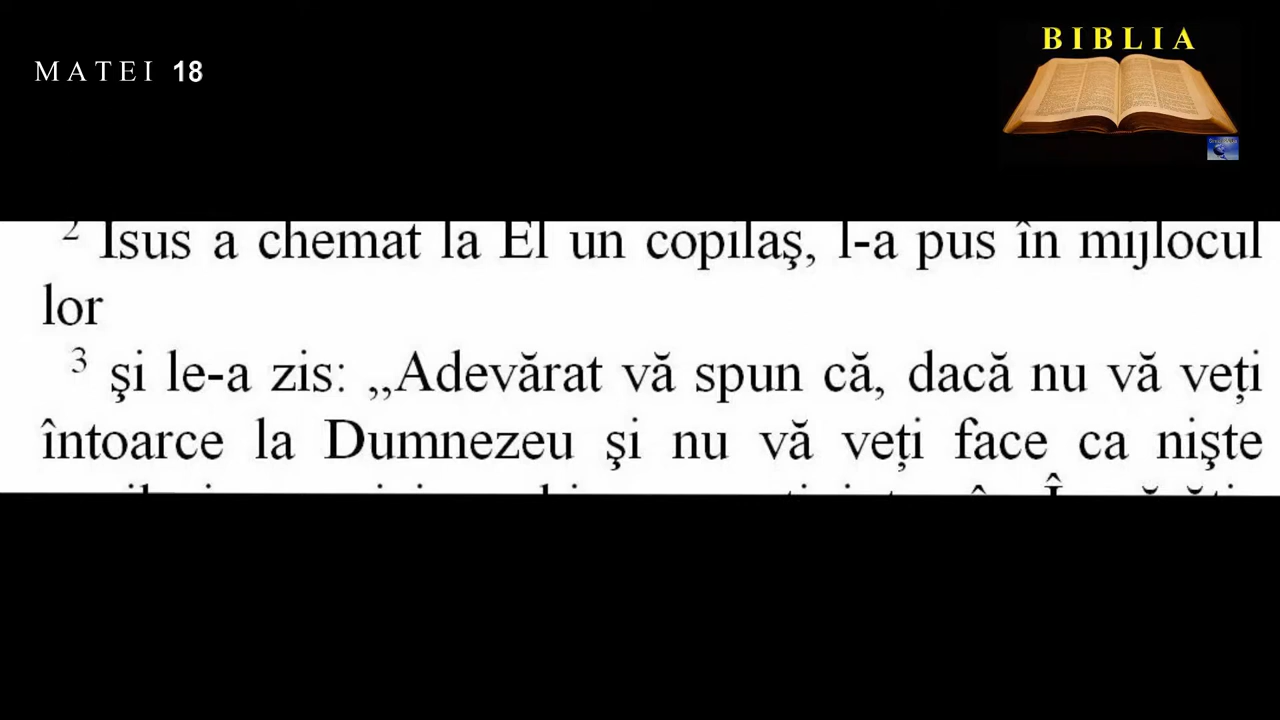 BIBLIA
MATEI 18
2 Isus a chemat la El un copilaş, l-a pus în mijlocul
lor
3 şi le-a zis: „Adevărat vă spun că, dacă nu vă veţi
întoarce la Dumnezeu şi nu vă veţi face ca nişte